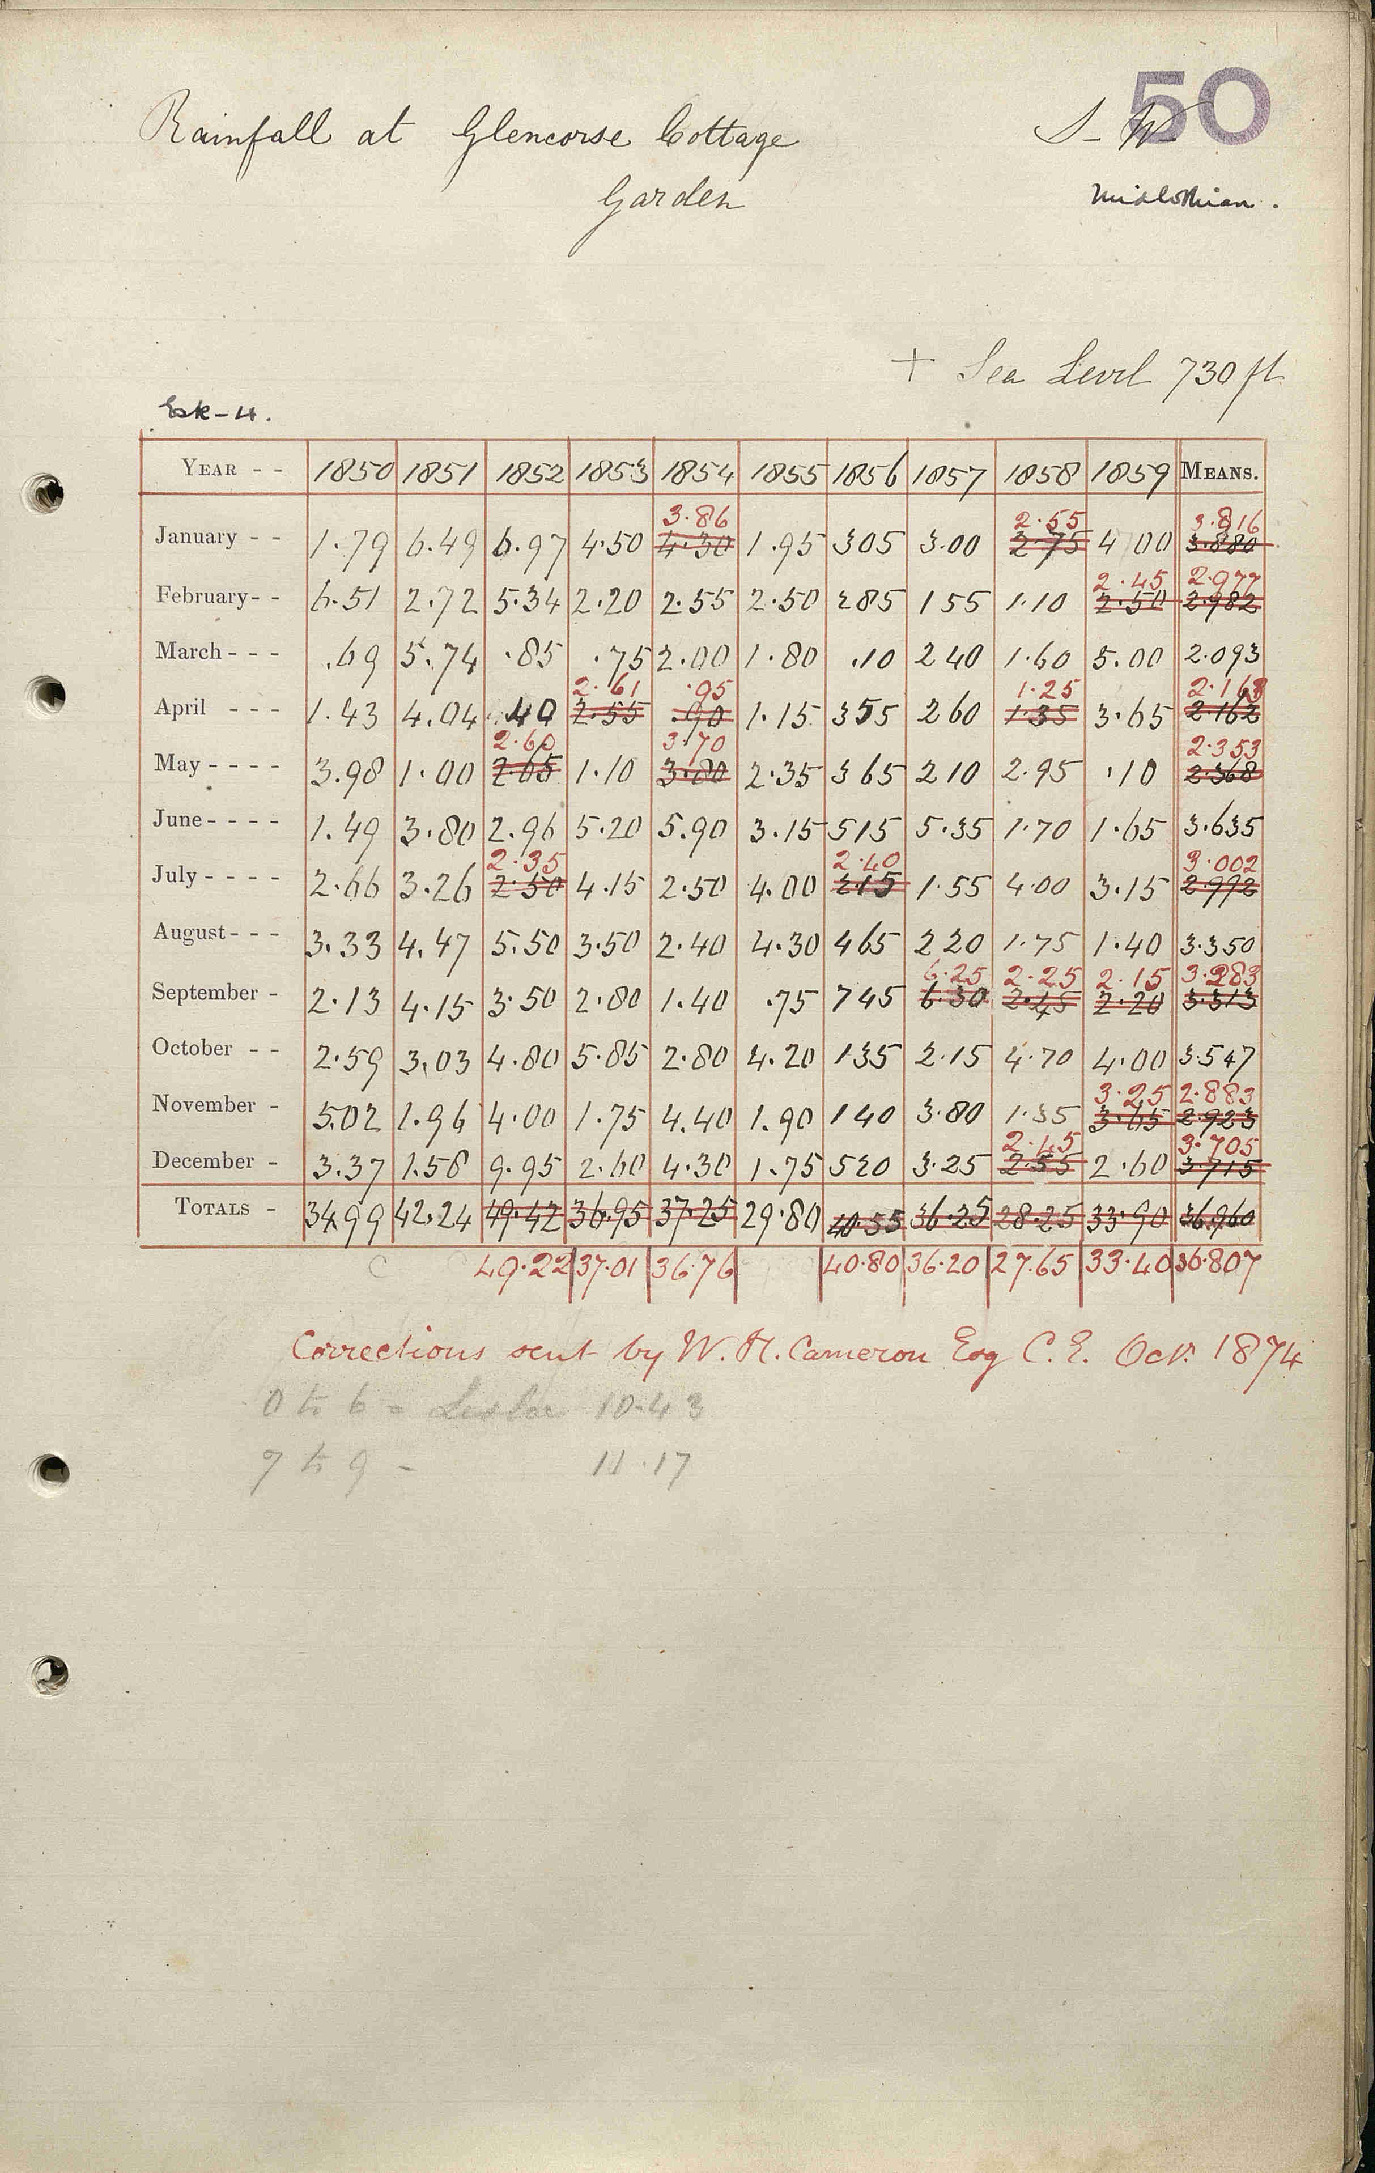 50
Rainfall at Glencorse Cottage S-W
Garden Midlothian.
+ Sea Level 730 ft
Esk-4.
YEAR - - 1850 1851 1852 1853 1854 1855 1856 1857 1858 1859 MEANS.
3.86 2.55 3.816
January - - 1.79 6.49 6.97 4.50 4.30 1.95 305 3.00 2.75 4 00 3.880
2.45 2.977
February - - 6.51 2.72 5.34 2.20 2.55 2.50 285 155 1.10 2.50 2.982
March - - - .69 5.74 .85 .75 2.00 1.80 .10 240 1.60 5.00 2.093
2.61 .95 1.25 2.163
April - - - 1.43 4.04 .40 2.55 .90 1.15 355 260 1.35 3.65 2.162
2.60 3.70 2.353
May - - - - 3.98 1.00 2.65 1.10 3.80 2.35 365 210 2.95 .10 2.368
June - - - - 1.49 3.80 2.96 5.20 5.90 3.15 515 5.35 1.70 1.65 3.635
2.35 2.40 3.002
July - - - - 2.66 3.26 2.50 4.15 2.50 4.00 215 1.55 4.00 3.15 2.992
August - - - 3.33 4.47 5.50 3.50 2.40 4.30 465 220 1.75 1.40 3.350
6.25 2.25 2.15 3.283
September - 2.13 4.15 3.50 2.80 1.40 .75 745 6.30 2.45 2.20 3.313
October - - 2.59 3.03 4.80 5.85 2.80 4.20 135 2.15 4.70 4.00 3.547
3.25 2.883
November - 5.02 1.96 4.00 1.75 4.40 1.90 140 3.80 1.35 3.65 2.923
2.45 3.705
December - 3.37 1.58 9.95 2.60 4.30 1.75 520 3.25 2.55 2.60 3.715
TOTALS - 34.99 42.24 49.42 36.95 37.25 29.80 40.55 36.25 28.25 33.90 36.960
C 49.22 37.01 36.76 40.80 36.20 27.65 33.40 36.807
Corrections sent by W. H. Cameron Esq C. E. Oct. 1874
0 to 6 = 10.43
7 to 9 - 11.17